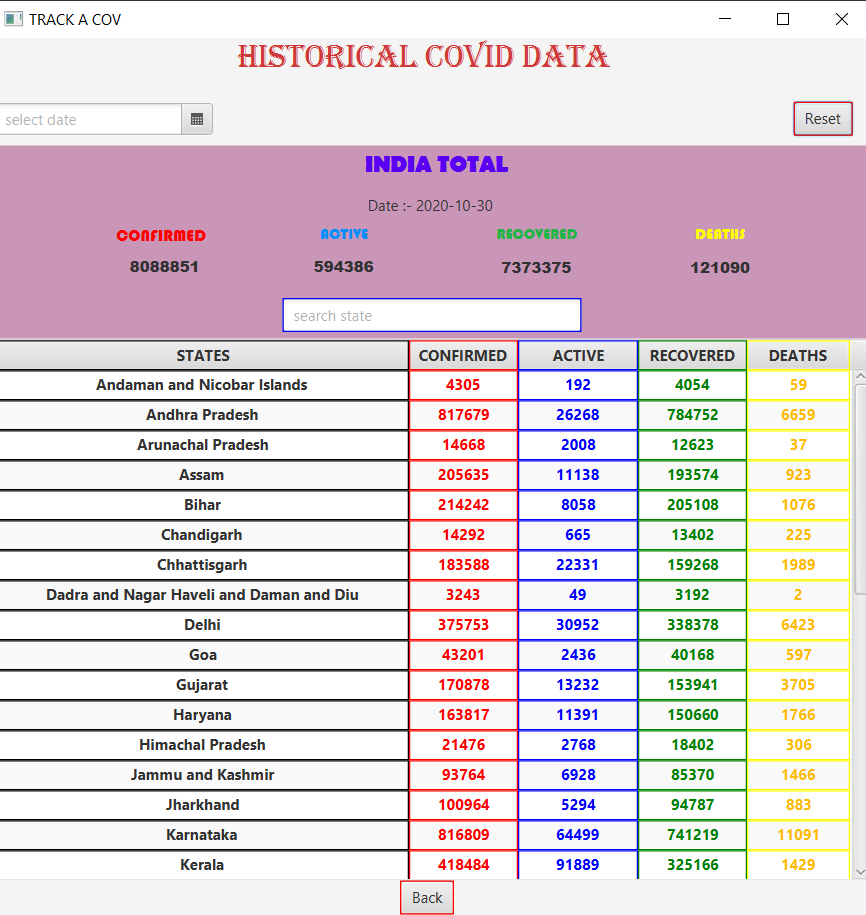 TRACK A COV
HISTORICAL COVID DATA
select date
Reset
INDIA TOTAL
Date :- 2020-10-30
CONFIRMED ACTIVE RECOVERED DEATHS
8088851 594386 7373375 121090
search state
STATES CONFIRMED ACTIVE RECOVERED DEATHS
Andaman and Nicobar Islands 4305 192 4054 59
Andhra Pradesh 817679 26268 784752 6659
Arunachal Pradesh 14668 2008 12623 37
Assam 205635 11138 193574 923
Bihar 214242 8058 205108 1076
Chandigarh 14292 665 13402 225
Chhattisgarh 183588 22331 159268 1989
Dadra and Nagar Haveli and Daman and Diu 3243 49 3192 2
Delhi 375753 30952 338378 6423
Goa 43201 2436 40168 597
Gujarat 170878 13232 153941 3705
Haryana 163817 11391 150660 1766
Himachal Pradesh 21476 2768 18402 306
Jammu and Kashmir 93764 6928 85370 1466
Jharkhand 100964 5294 94787 883
Karnataka 816809 64499 741219 11091
Kerala 418484 91889 325166 1429
Back